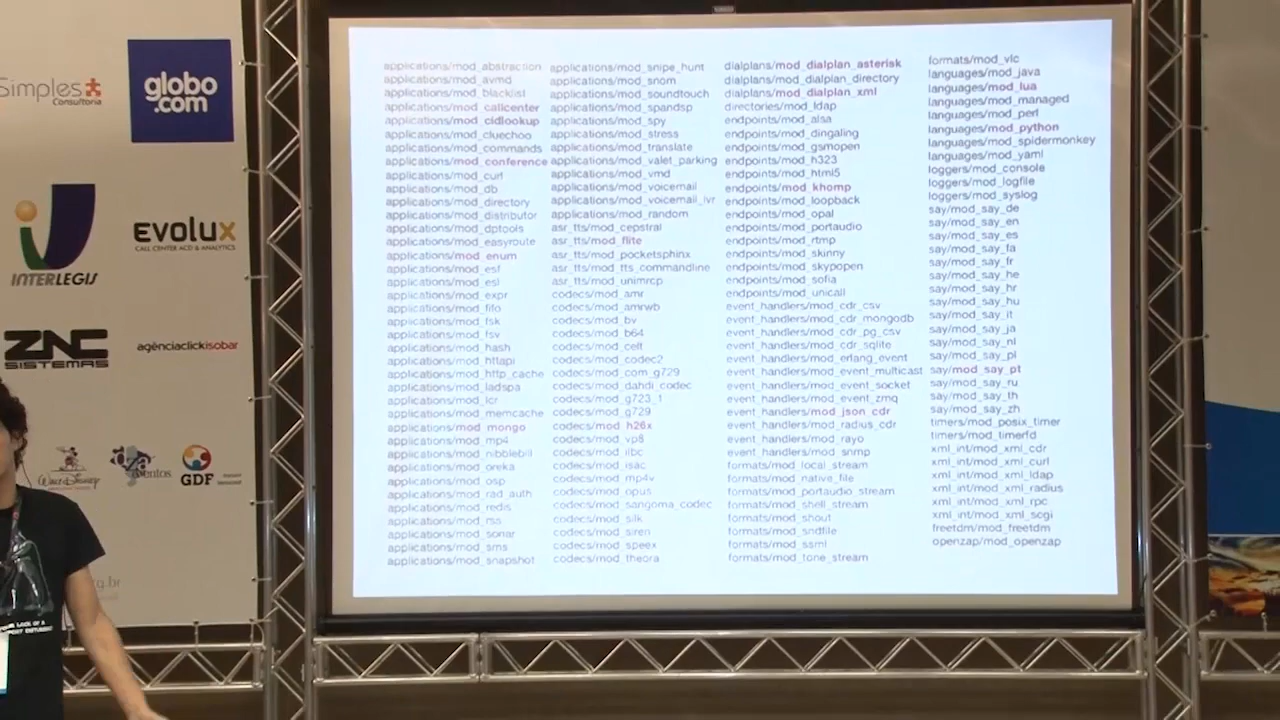 Simples
Consultoria
globo
.com
INTERLEGIS
evolux
CALL CENTER ACD & ANALYTICS
ZNC
SISTEMAS
agênciaclickisobar
WALT DISNEY
eventos
GDF
rg.br
applications/mod_abstraction
applications/mod_avmd
applications/mod_blacklist
applications/mod_callcenter
applications/mod_cidlookup
applications/mod_cluechoo
applications/mod_commands
applications/mod_conference
applications/mod_curl
applications/mod_db
applications/mod_directory
applications/mod_distributor
applications/mod_dptools
applications/mod_easyroute
applications/mod_enum
applications/mod_esf
applications/mod_esl
applications/mod_expr
applications/mod_fifo
applications/mod_fsk
applications/mod_fsv
applications/mod_hash
applications/mod_httapi
applications/mod_http_cache
applications/mod_ladspa
applications/mod_lcr
applications/mod_memcache
applications/mod_mongo
applications/mod_mp4
applications/mod_nibblebill
applications/mod_oreka
applications/mod_osp
applications/mod_rad_auth
applications/mod_redis
applications/mod_rss
applications/mod_sonar
applications/mod_sms
applications/mod_snapshot
applications/mod_snipe_hunt
applications/mod_snom
applications/mod_soundtouch
applications/mod_spandsp
applications/mod_spy
applications/mod_stress
applications/mod_translate
applications/mod_valet_parking
applications/mod_vmd
applications/mod_voicemail
applications/mod_voicemail_ivr
applications/mod_random
asr_tts/mod_cepstral
asr_tts/mod_flite
asr_tts/mod_pocketsphinx
asr_tts/mod_tts_commandline
asr_tts/mod_unimrcp
codecs/mod_amr
codecs/mod_amrwb
codecs/mod_bv
codecs/mod_b64
codecs/mod_celt
codecs/mod_codec2
codecs/mod_com_g729
codecs/mod_dahdi_codec
codecs/mod_g723_1
codecs/mod_g729
codecs/mod_h26x
codecs/mod_vp8
codecs/mod_ilbc
codecs/mod_isac
codecs/mod_mp4v
codecs/mod_opus
codecs/mod_sangoma_codec
codecs/mod_silk
codecs/mod_siren
codecs/mod_speex
codecs/mod_theora
dialplans/mod_dialplan_asterisk
dialplans/mod_dialplan_directory
dialplans/mod_dialplan_xml
directories/mod_ldap
endpoints/mod_alsa
endpoints/mod_dingaling
endpoints/mod_gsmopen
endpoints/mod_h323
endpoints/mod_html5
endpoints/mod_khomp
endpoints/mod_loopback
endpoints/mod_opal
endpoints/mod_portaudio
endpoints/mod_rtmp
endpoints/mod_skinny
endpoints/mod_skypopen
endpoints/mod_sofia
endpoints/mod_unicall
event_handlers/mod_cdr_csv
event_handlers/mod_cdr_mongodb
event_handlers/mod_cdr_pg_csv
event_handlers/mod_cdr_sqlite
event_handlers/mod_erlang_event
event_handlers/mod_event_multicast
event_handlers/mod_event_socket
event_handlers/mod_event_zmq
event_handlers/mod_json_cdr
event_handlers/mod_radius_cdr
event_handlers/mod_rayo
event_handlers/mod_snmp
formats/mod_local_stream
formats/mod_native_file
formats/mod_portaudio_stream
formats/mod_shell_stream
formats/mod_shout
formats/mod_sndfile
formats/mod_ssml
formats/mod_tone_stream
formats/mod_vlc
languages/mod_java
languages/mod_lua
languages/mod_managed
languages/mod_perl
languages/mod_python
languages/mod_spidermonkey
languages/mod_yaml
loggers/mod_console
loggers/mod_logfile
loggers/mod_syslog
say/mod_say_de
say/mod_say_en
say/mod_say_es
say/mod_say_fa
say/mod_say_fr
say/mod_say_he
say/mod_say_hr
say/mod_say_hu
say/mod_say_it
say/mod_say_ja
say/mod_say_nl
say/mod_say_pl
say/mod_say_pt
say/mod_say_ru
say/mod_say_th
say/mod_say_zh
timers/mod_posix_timer
timers/mod_timerfd
xml_int/mod_xml_cdr
xml_int/mod_xml_curl
xml_int/mod_xml_ldap
xml_int/mod_xml_radius
xml_int/mod_xml_rpc
xml_int/mod_xml_scgi
freetdm/mod_freetdm
openzap/mod_openzap